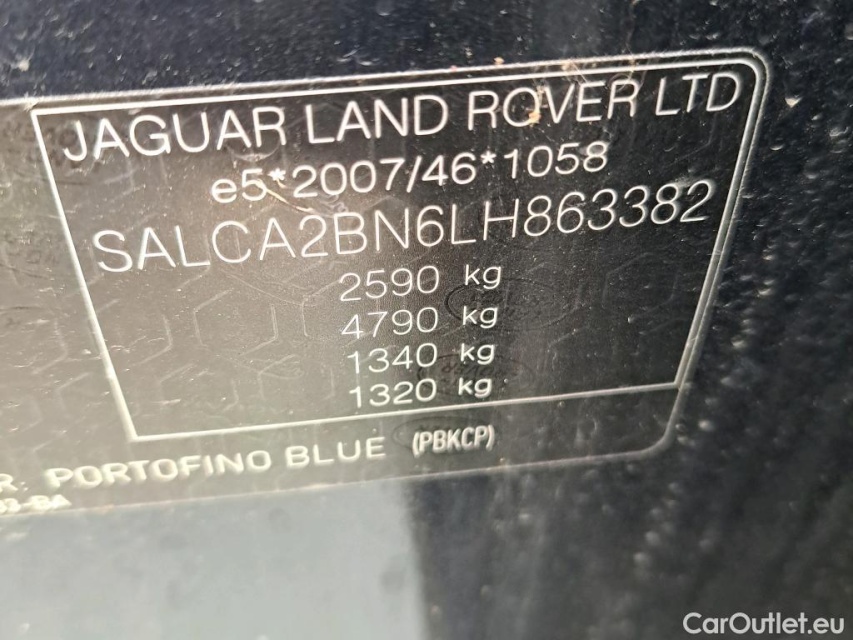 JAGUAR LAND ROVER LTD
e5*2007/46*1058
SALCA2BN6LH863382
2590 kg
4790 kg
1340 kg
1320 kg
R. PORTOFINO BLUE (PBKCP)
CarOutlet.eu